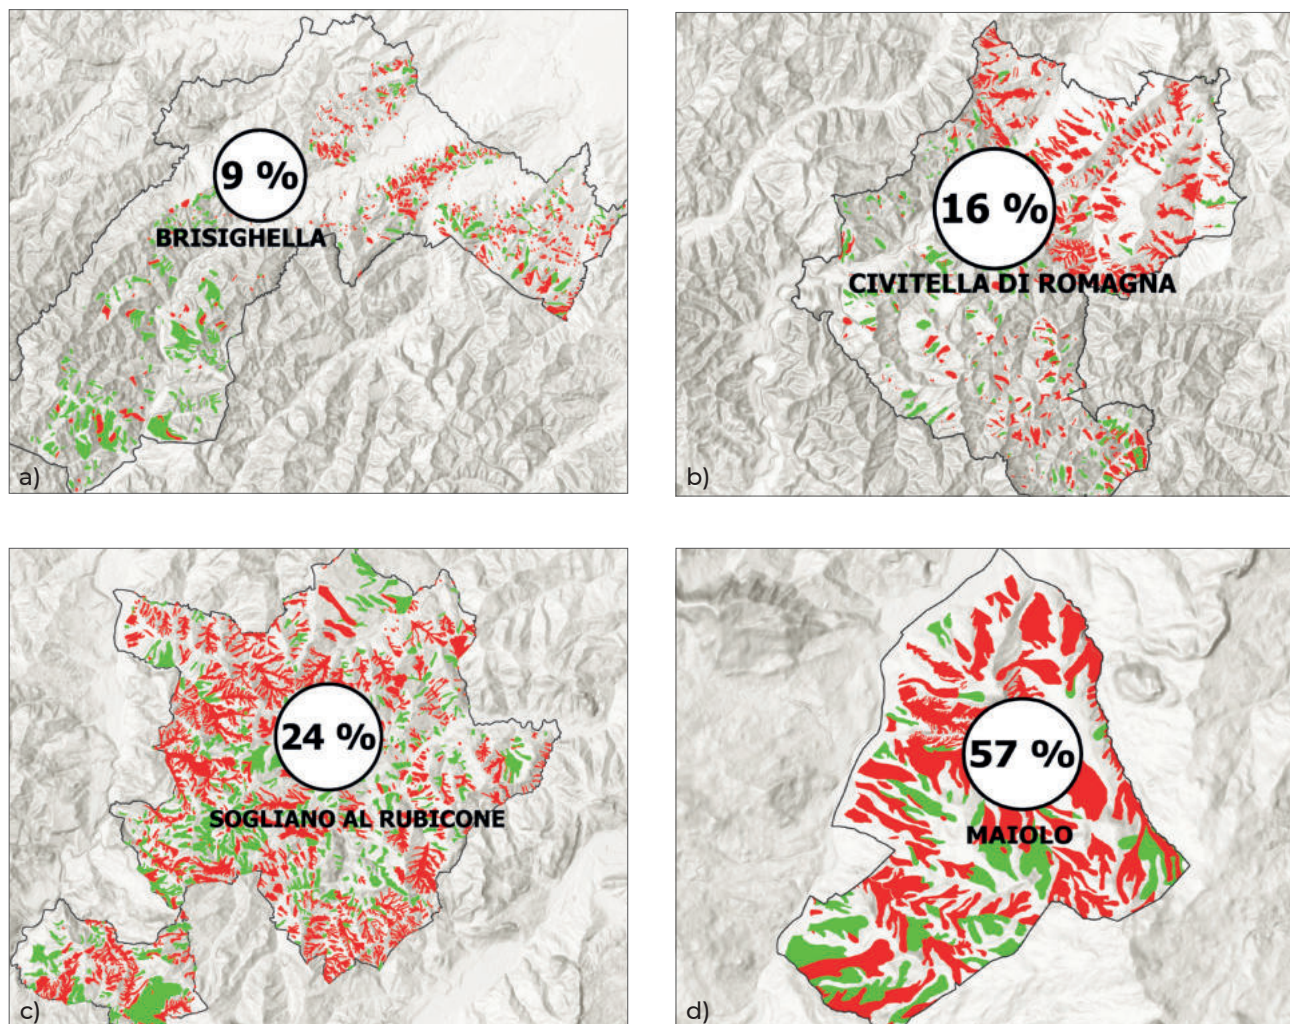 9 %
BRISIGHELLA
a)
16 %
CIVITELLA DI ROMAGNA
b)
24 %
SOGLIANO AL RUBICONE
c)
57 %
MAIOLO
d)